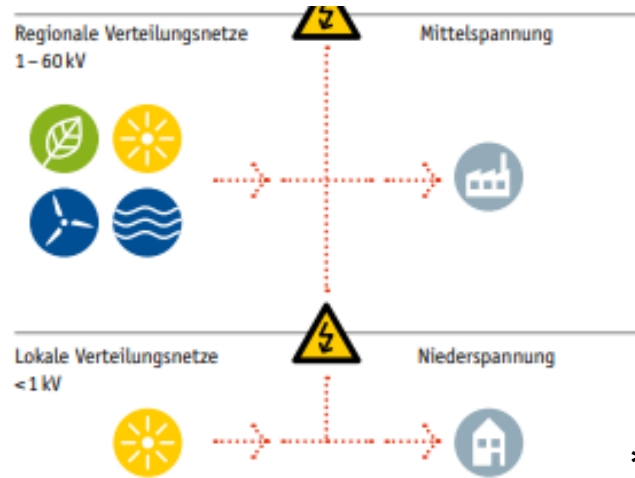 Regionale Verteilungsnetze
1–60 kV
Mittelspannung
Lokale Verteilungsnetze
<1 kV
Niederspannung